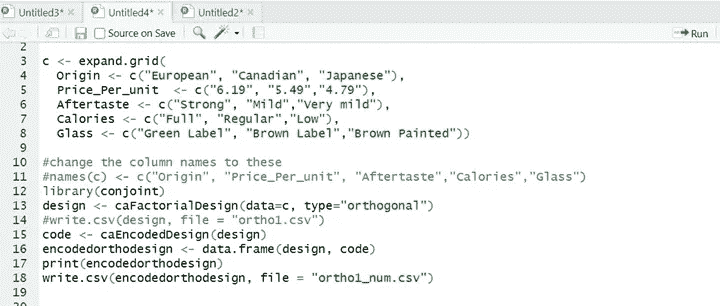 Untitled3* Untitled4* Untitled2*
Source on Save Run
2
3 c <- expand.grid(
4 Origin <- c("European", "Canadian", "Japanese"),
5 Price_Per_unit <- c("6.19", "5.49","4.79"),
6 Aftertaste <- c("Strong", "Mild","Very mild"),
7 Calories <- c("Full", "Regular","Low"),
8 Glass <- c("Green Label", "Brown Label","Brown Painted"))
9
10 #change the column names to these
11 #names(c) <- c("Origin", "Price_Per_unit", "Aftertaste","Calories","Glass")
12 library(conjoint)
13 design <- caFactorialDesign(data=c, type="orthogonal")
14 #write.csv(design, file = "ortho1.csv")
15 code <- caEncodedDesign(design)
16 encodedorthodesign <- data.frame(design, code)
17 print(encodedorthodesign)
18 write.csv(encodedorthodesign, file = "ortho1_num.csv")
19